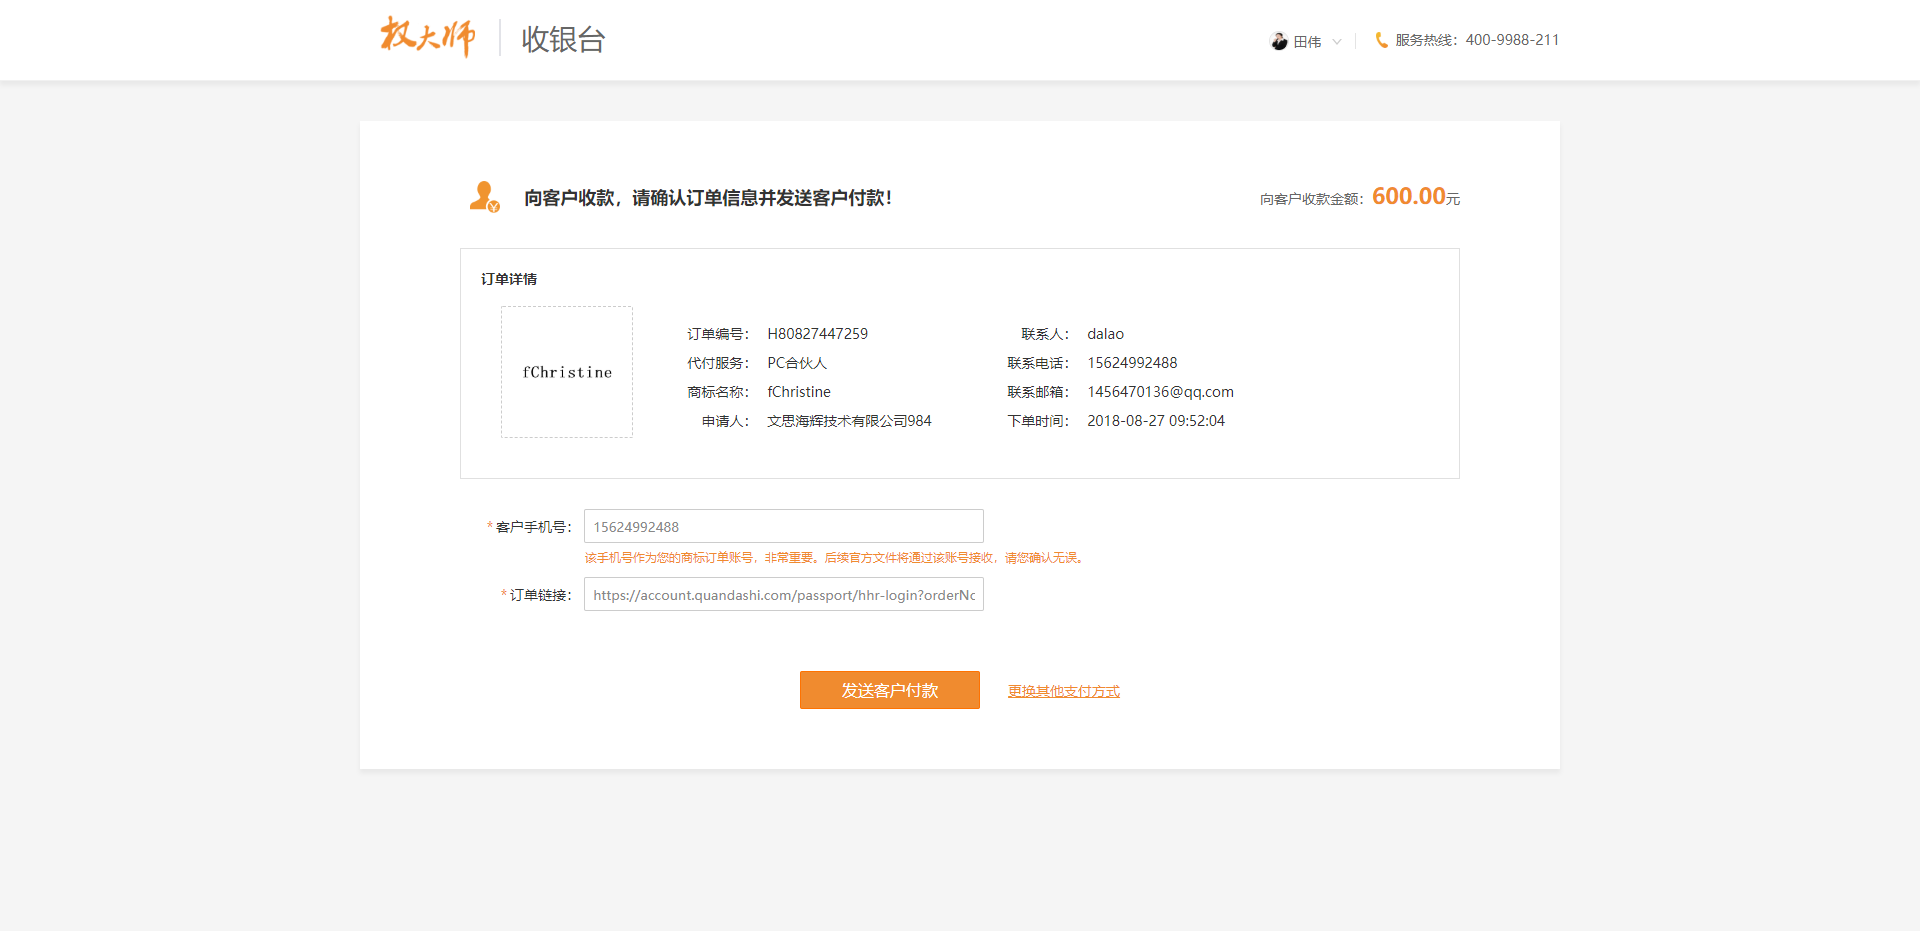 权大师
收银台
田伟
服务热线：400-9988-211
向客户收款，请确认订单信息并发送客户付款！
向客户收款金额：600.00元
订单详情
fChristine
订单编号： H80827447259
联系人： dalao
代付服务： PC合伙人
联系电话： 15624992488
商标名称： fChristine
联系邮箱： 1456470136@qq.com
申请人： 文思海辉技术有限公司984
下单时间： 2018-08-27 09:52:04
*客户手机号： 15624992488
该手机号作为您的商标订单账号，非常重要。后续官方文件将通过该账号接收，请您确认无误。
*订单链接： https://account.quandashi.com/passport/hhr-login?orderNo
发送客户付款
更换其他支付方式